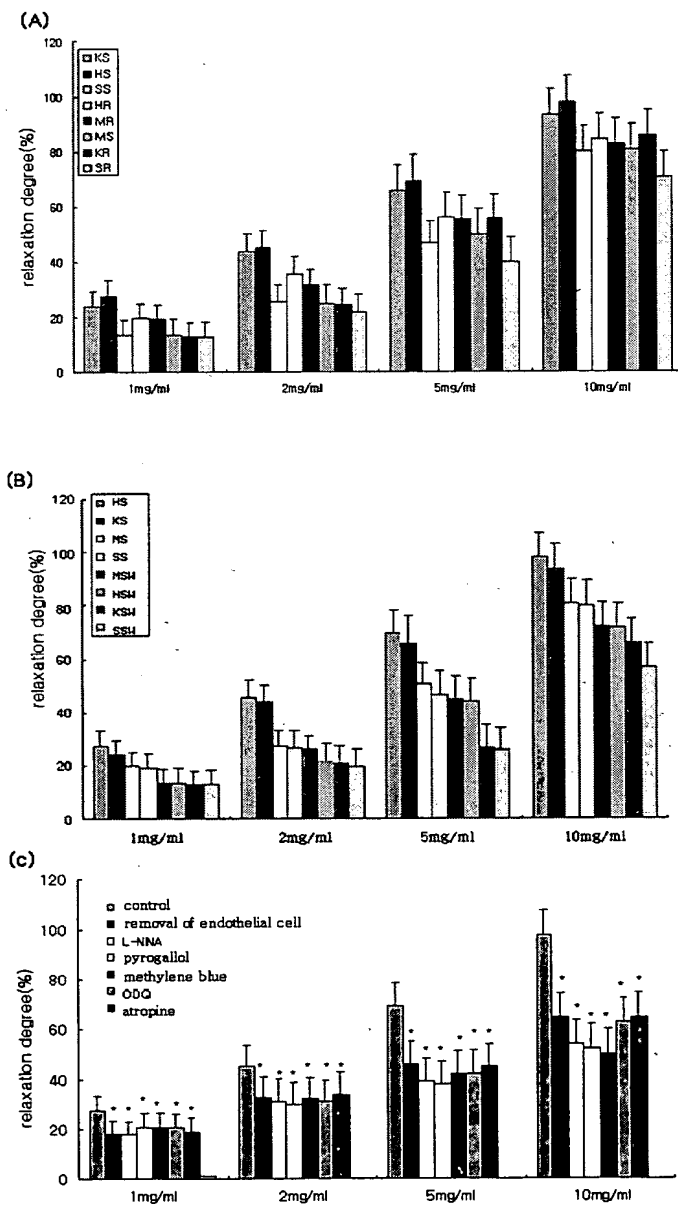 (A)
120
100
80
60
40
20
0
relaxation degree(%)
KS
HS
SS
HR
MR
MS
KR
SR
1mg/ml
2mg/ml
5mg/ml
10mg/ml
(B)
120
100
80
60
40
20
0
relaxation degree(%)
HS
KS
MS
SS
MSW
HSW
KSW
SSW
1mg/ml
2mg/ml
5mg/ml
10mg/ml
(C)
120
100
80
60
40
20
0
relaxation degree(%)
control
removal of endothelial cell
L-NNA
pyrogallol
methylene blue
ODQ
atropine
* * * * * *
* * * * * *
* * * * * *
* * * * * *
1mg/ml
2mg/ml
5mg/ml
10mg/ml